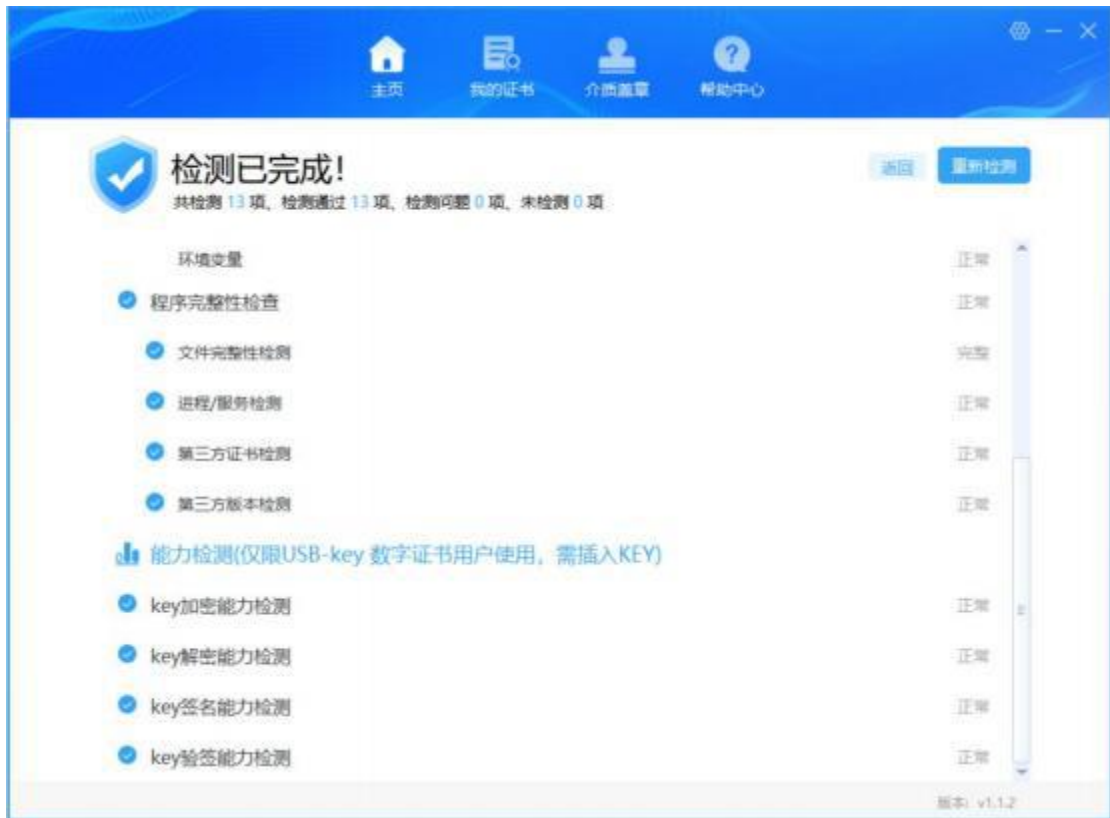 主页 我的证书 介质盖章 帮助中心
检测已完成！ 返回 重新检测
共检测 13 项、检测通过 13 项、检测问题 0 项、未检测 0 项
环境变量 正常
程序完整性检查 正常
文件完整性检测 完整
进程/服务检测 正常
第三方证书检测 正常
第三方版本检测 正常
能力检测(仅限USB-key 数字证书用户使用，需插入KEY)
key加密能力检测 正常
key解密能力检测 正常
key签名能力检测 正常
key验签能力检测 正常
版本: v1.1.2